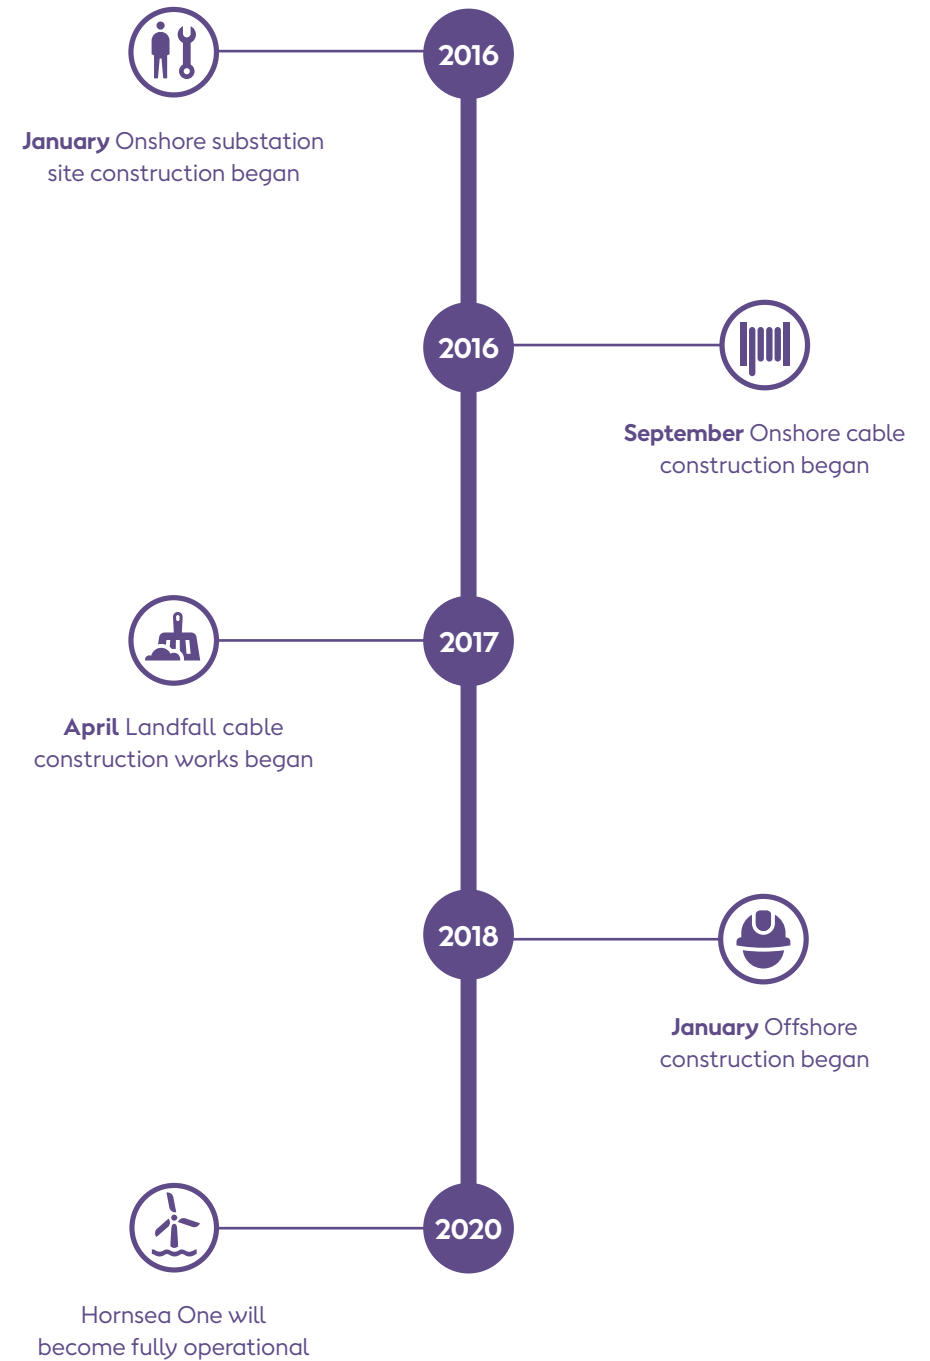 2016
January Onshore substation
site construction began
2016
September Onshore cable
construction began
2017
April Landfall cable
construction works began
2018
January Offshore
construction began
2020
Hornsea One will
become fully operational